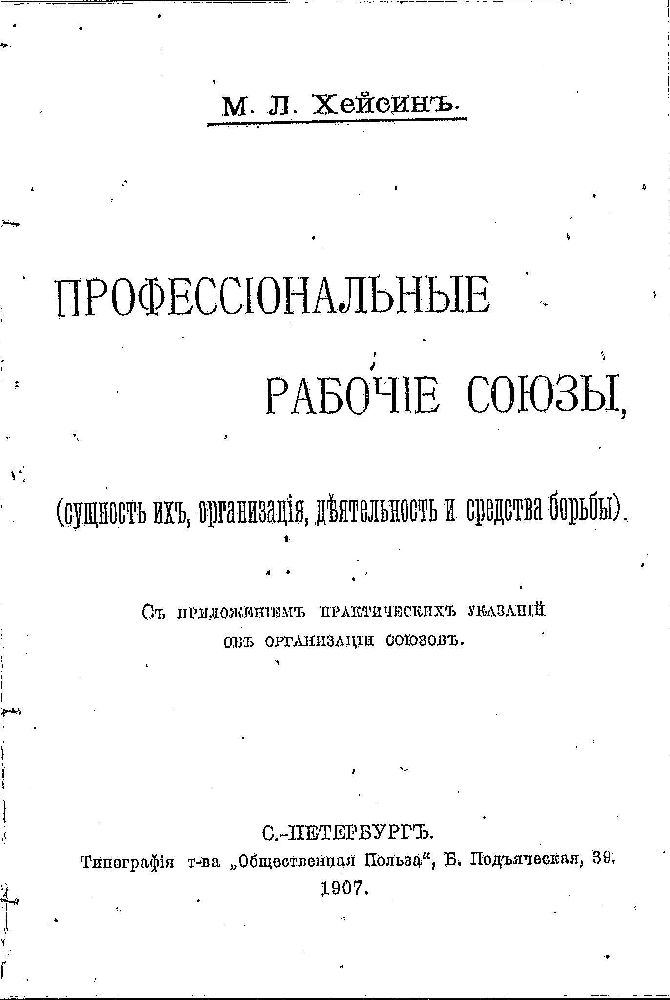 М. Л. Хейсинъ.
ПРОФЕССІОНАЛЬНЫЕ
РАБОЧІЕ СОЮЗЫ,
(сущность ихъ, организація, дѣятельность и средства борьбы).
Съ приложеніемъ практическихъ указаній
объ организаціи союзовъ.
С.-ПЕТЕРБУРГЪ.
Типографія т-ва „Общественная Польза“, Б. Подъяческая, 39.
1907.